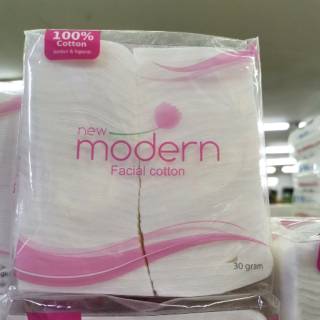 100%
Cotton
new
modern
Facial cotton
30 gram